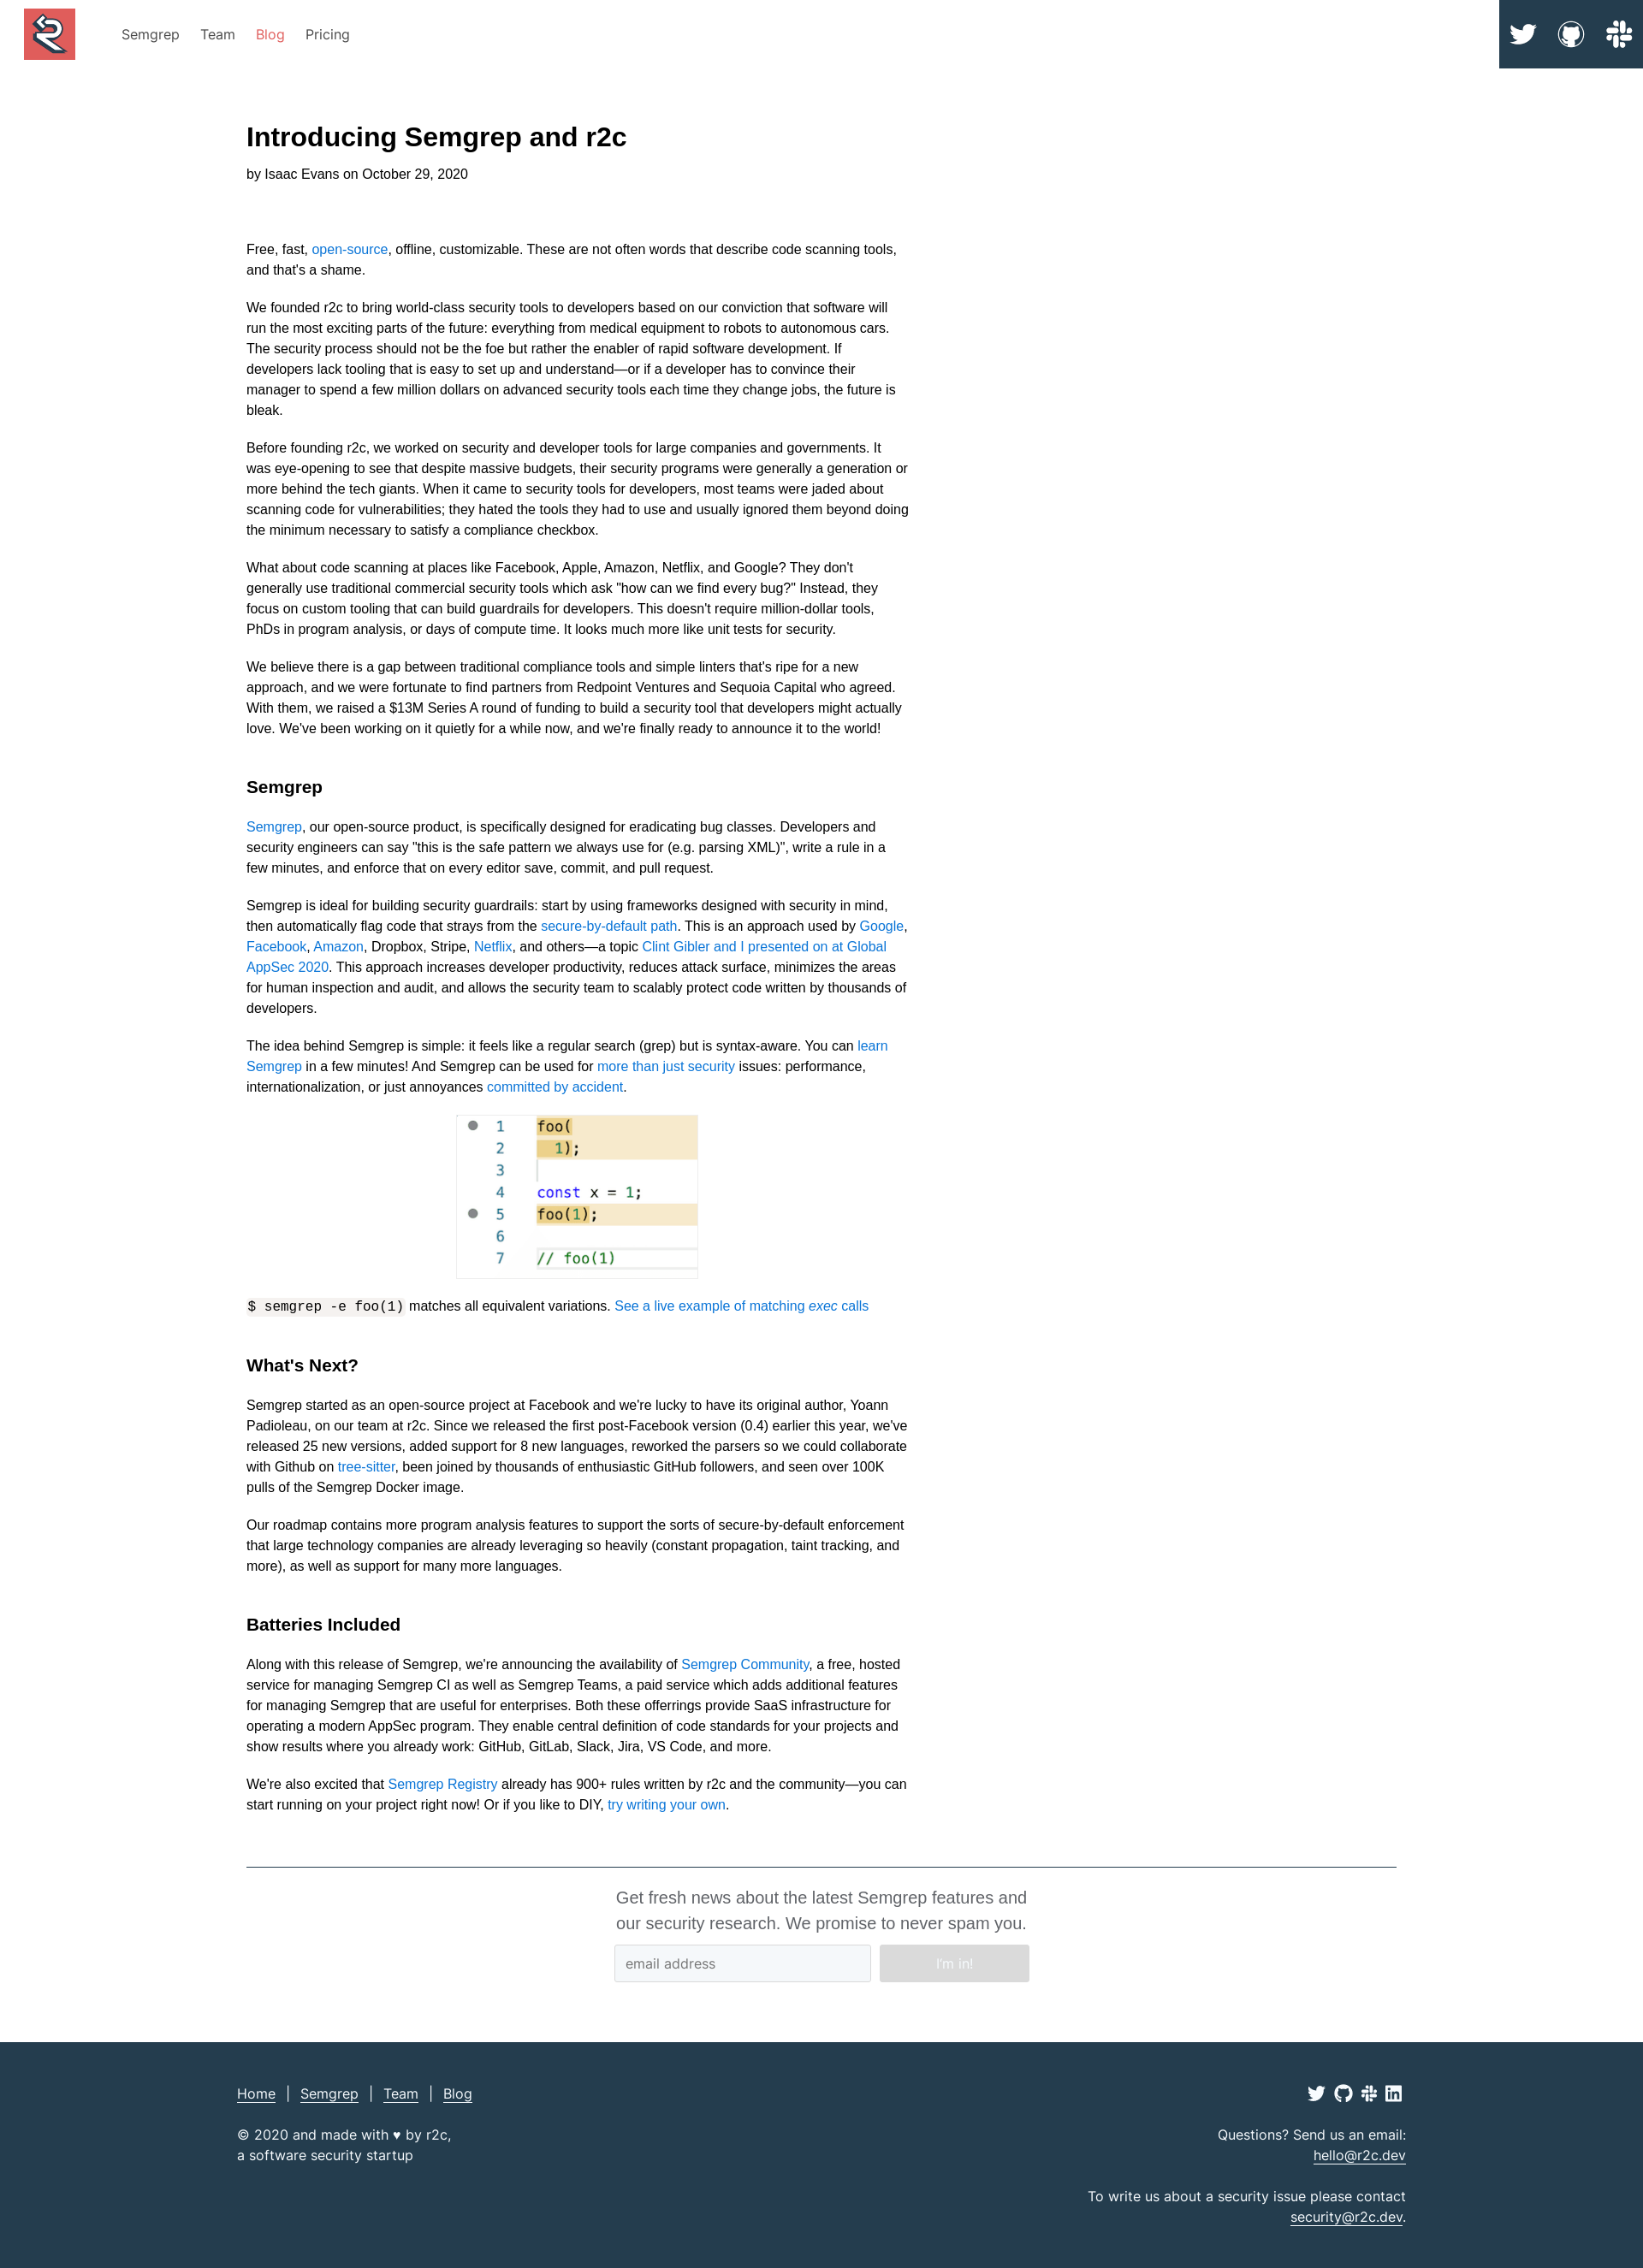 Semgrep Team Blog Pricing
Introducing Semgrep and r2c
by Isaac Evans on October 29, 2020
Free, fast, open-source, offline, customizable. These are not often words that describe code scanning tools,
and that's a shame.
We founded r2c to bring world-class security tools to developers based on our conviction that software will
run the most exciting parts of the future: everything from medical equipment to robots to autonomous cars.
The security process should not be the foe but rather the enabler of rapid software development. If
developers lack tooling that is easy to set up and understand—or if a developer has to convince their
manager to spend a few million dollars on advanced security tools each time they change jobs, the future is
bleak.
Before founding r2c, we worked on security and developer tools for large companies and governments. It
was eye-opening to see that despite massive budgets, their security programs were generally a generation or
more behind the tech giants. When it came to security tools for developers, most teams were jaded about
scanning code for vulnerabilities; they hated the tools they had to use and usually ignored them beyond doing
the minimum necessary to satisfy a compliance checkbox.
What about code scanning at places like Facebook, Apple, Amazon, Netflix, and Google? They don't
generally use traditional commercial security tools which ask "how can we find every bug?" Instead, they
focus on custom tooling that can build guardrails for developers. This doesn't require million-dollar tools,
PhDs in program analysis, or days of compute time. It looks much more like unit tests for security.
We believe there is a gap between traditional compliance tools and simple linters that's ripe for a new
approach, and we were fortunate to find partners from Redpoint Ventures and Sequoia Capital who agreed.
With them, we raised a $13M Series A round of funding to build a security tool that developers might actually
love. We've been working on it quietly for a while now, and we're finally ready to announce it to the world!
Semgrep
Semgrep, our open-source product, is specifically designed for eradicating bug classes. Developers and
security engineers can say "this is the safe pattern we always use for (e.g. parsing XML)", write a rule in a
few minutes, and enforce that on every editor save, commit, and pull request.
Semgrep is ideal for building security guardrails: start by using frameworks designed with security in mind,
then automatically flag code that strays from the secure-by-default path. This is an approach used by Google,
Facebook, Amazon, Dropbox, Stripe, Netflix, and others—a topic Clint Gibler and I presented on at Global
AppSec 2020. This approach increases developer productivity, reduces attack surface, minimizes the areas
for human inspection and audit, and allows the security team to scalably protect code written by thousands of
developers.
The idea behind Semgrep is simple: it feels like a regular search (grep) but is syntax-aware. You can learn
Semgrep in a few minutes! And Semgrep can be used for more than just security issues: performance,
internationalization, or just annoyances committed by accident.
1 foo(
2 1);
3
4 const x = 1;
5 foo(1);
6
7 // foo(1)
$ semgrep -e foo(1) matches all equivalent variations. See a live example of matching exec calls
What's Next?
Semgrep started as an open-source project at Facebook and we're lucky to have its original author, Yoann
Padioleau, on our team at r2c. Since we released the first post-Facebook version (0.4) earlier this year, we've
released 25 new versions, added support for 8 new languages, reworked the parsers so we could collaborate
with Github on tree-sitter, been joined by thousands of enthusiastic GitHub followers, and seen over 100K
pulls of the Semgrep Docker image.
Our roadmap contains more program analysis features to support the sorts of secure-by-default enforcement
that large technology companies are already leveraging so heavily (constant propagation, taint tracking, and
more), as well as support for many more languages.
Batteries Included
Along with this release of Semgrep, we're announcing the availability of Semgrep Community, a free, hosted
service for managing Semgrep CI as well as Semgrep Teams, a paid service which adds additional features
for managing Semgrep that are useful for enterprises. Both these offerrings provide SaaS infrastructure for
operating a modern AppSec program. They enable central definition of code standards for your projects and
show results where you already work: GitHub, GitLab, Slack, Jira, VS Code, and more.
We're also excited that Semgrep Registry already has 900+ rules written by r2c and the community—you can
start running on your project right now! Or if you like to DIY, try writing your own.
Get fresh news about the latest Semgrep features and
our security research. We promise to never spam you.
email address I'm in!
Home | Semgrep | Team | Blog
© 2020 and made with ♥ by r2c,
a software security startup
Questions? Send us an email:
hello@r2c.dev
To write us about a security issue please contact
security@r2c.dev.